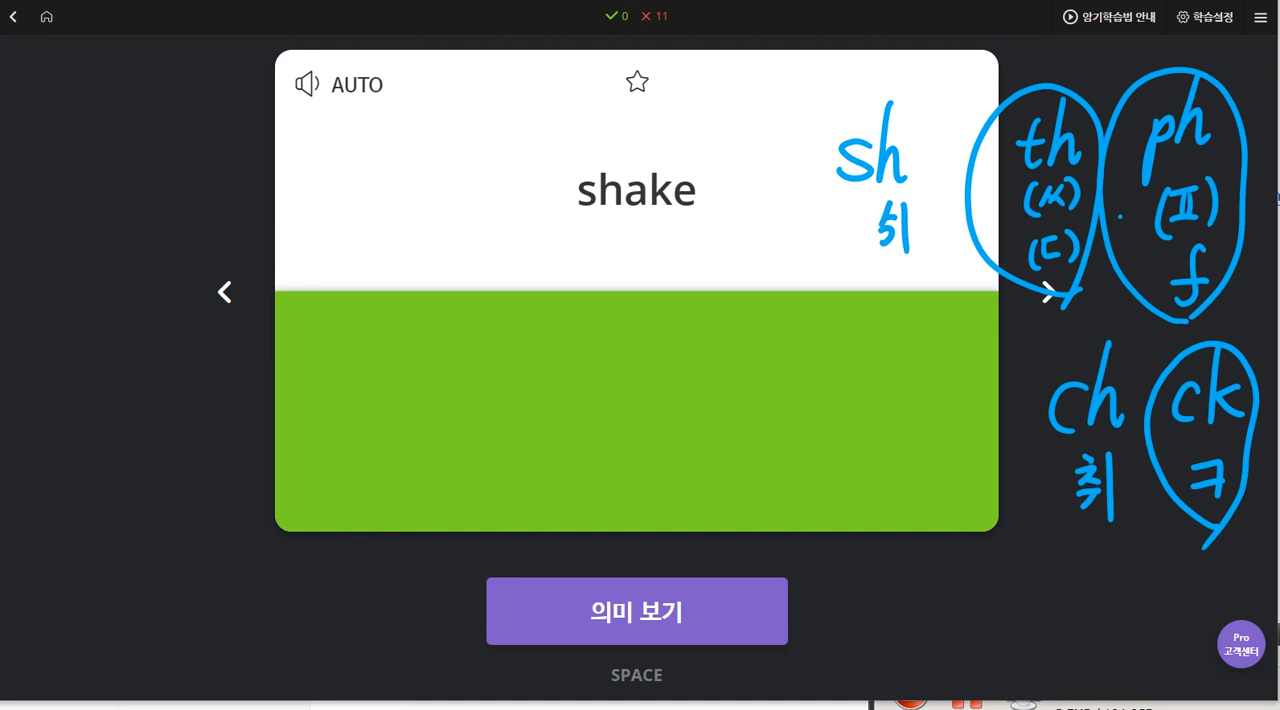 0 11 암기학습법 안내 학습설정
AUTO
shake
sh
쉬
th
(ㅆ)
(ㄷ)
ph
(ㅍ)
f
ch
취
ck
ㅋ
의미 보기
SPACE
Pro
고객센터